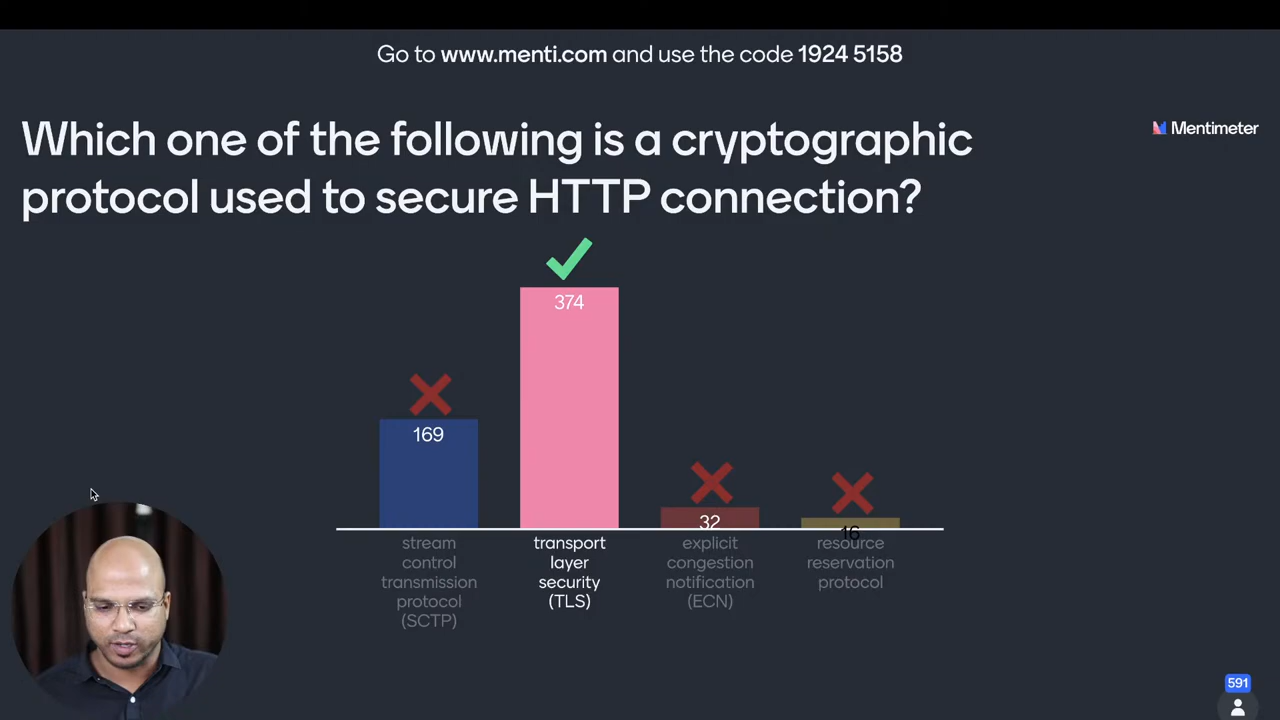 Go to www.menti.com and use the code 1924 5158
Which one of the following is a cryptographic
protocol used to secure HTTP connection?
Mentimeter
374
169
32
16
stream
control
transmission
protocol
(SCTP)
transport
layer
security
(TLS)
explicit
congestion
notification
(ECN)
resource
reservation
protocol
591